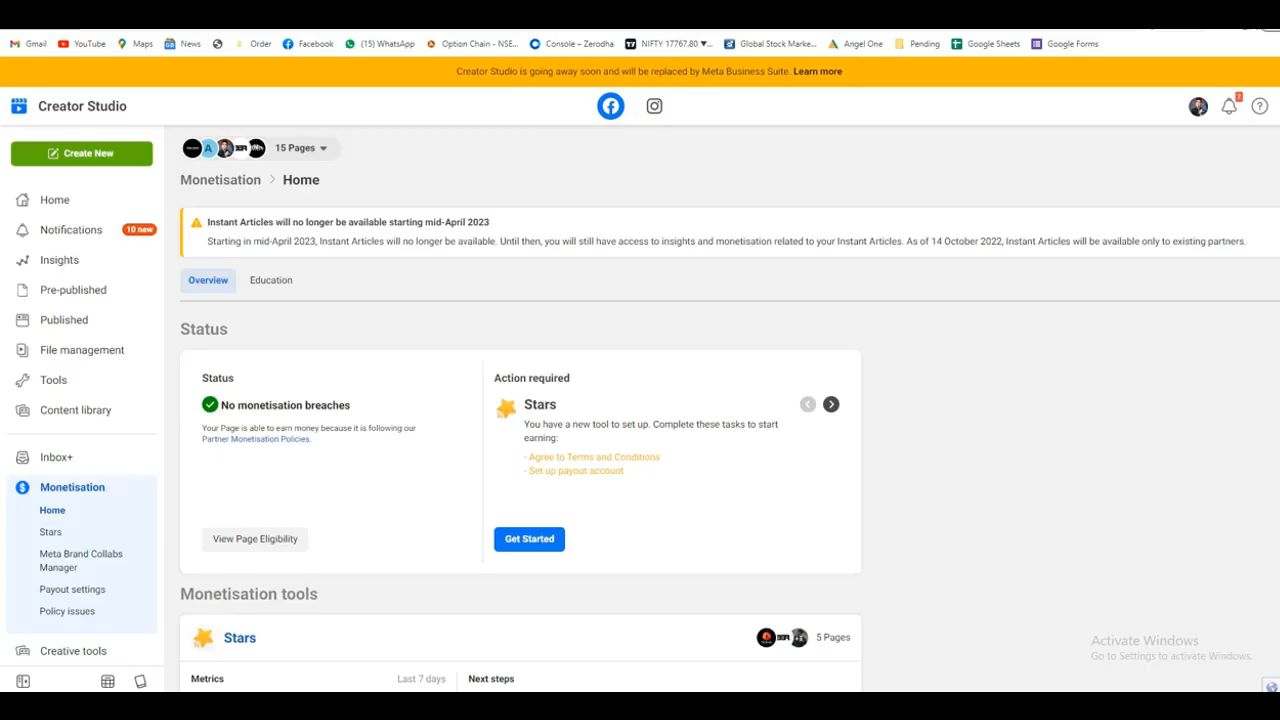 Gmail YouTube Maps News Order Facebook (15) WhatsApp Option Chain - NSE... Console – Zerodha NIFTY 17767.80 ▼... Global Stock Marke... Angel One Pending Google Sheets Google Forms
Creator Studio is going away soon and will be replaced by Meta Business Suite. Learn more
Creator Studio
Create New
Home
Notifications 10 new
Insights
Pre-published
Published
File management
Tools
Content library
Inbox+
Monetisation
Home
Stars
Meta Brand Collabs
Manager
Payout settings
Policy issues
Creative tools
15 Pages
Monetisation > Home
Instant Articles will no longer be available starting mid-April 2023
Starting in mid-April 2023, Instant Articles will no longer be available. Until then, you will still have access to insights and monetisation related to your Instant Articles. As of 14 October 2022, Instant Articles will be available only to existing partners.
Overview Education
Status
Status
No monetisation breaches
Your Page is able to earn money because it is following our
Partner Monetisation Policies.
View Page Eligibility
Action required
Stars
You have a new tool to set up. Complete these tasks to start
earning:
- Agree to Terms and Conditions
- Set up payout account
Get Started
Monetisation tools
Stars 5 Pages
Metrics Last 7 days Next steps
Activate Windows
Go to Settings to activate Windows.